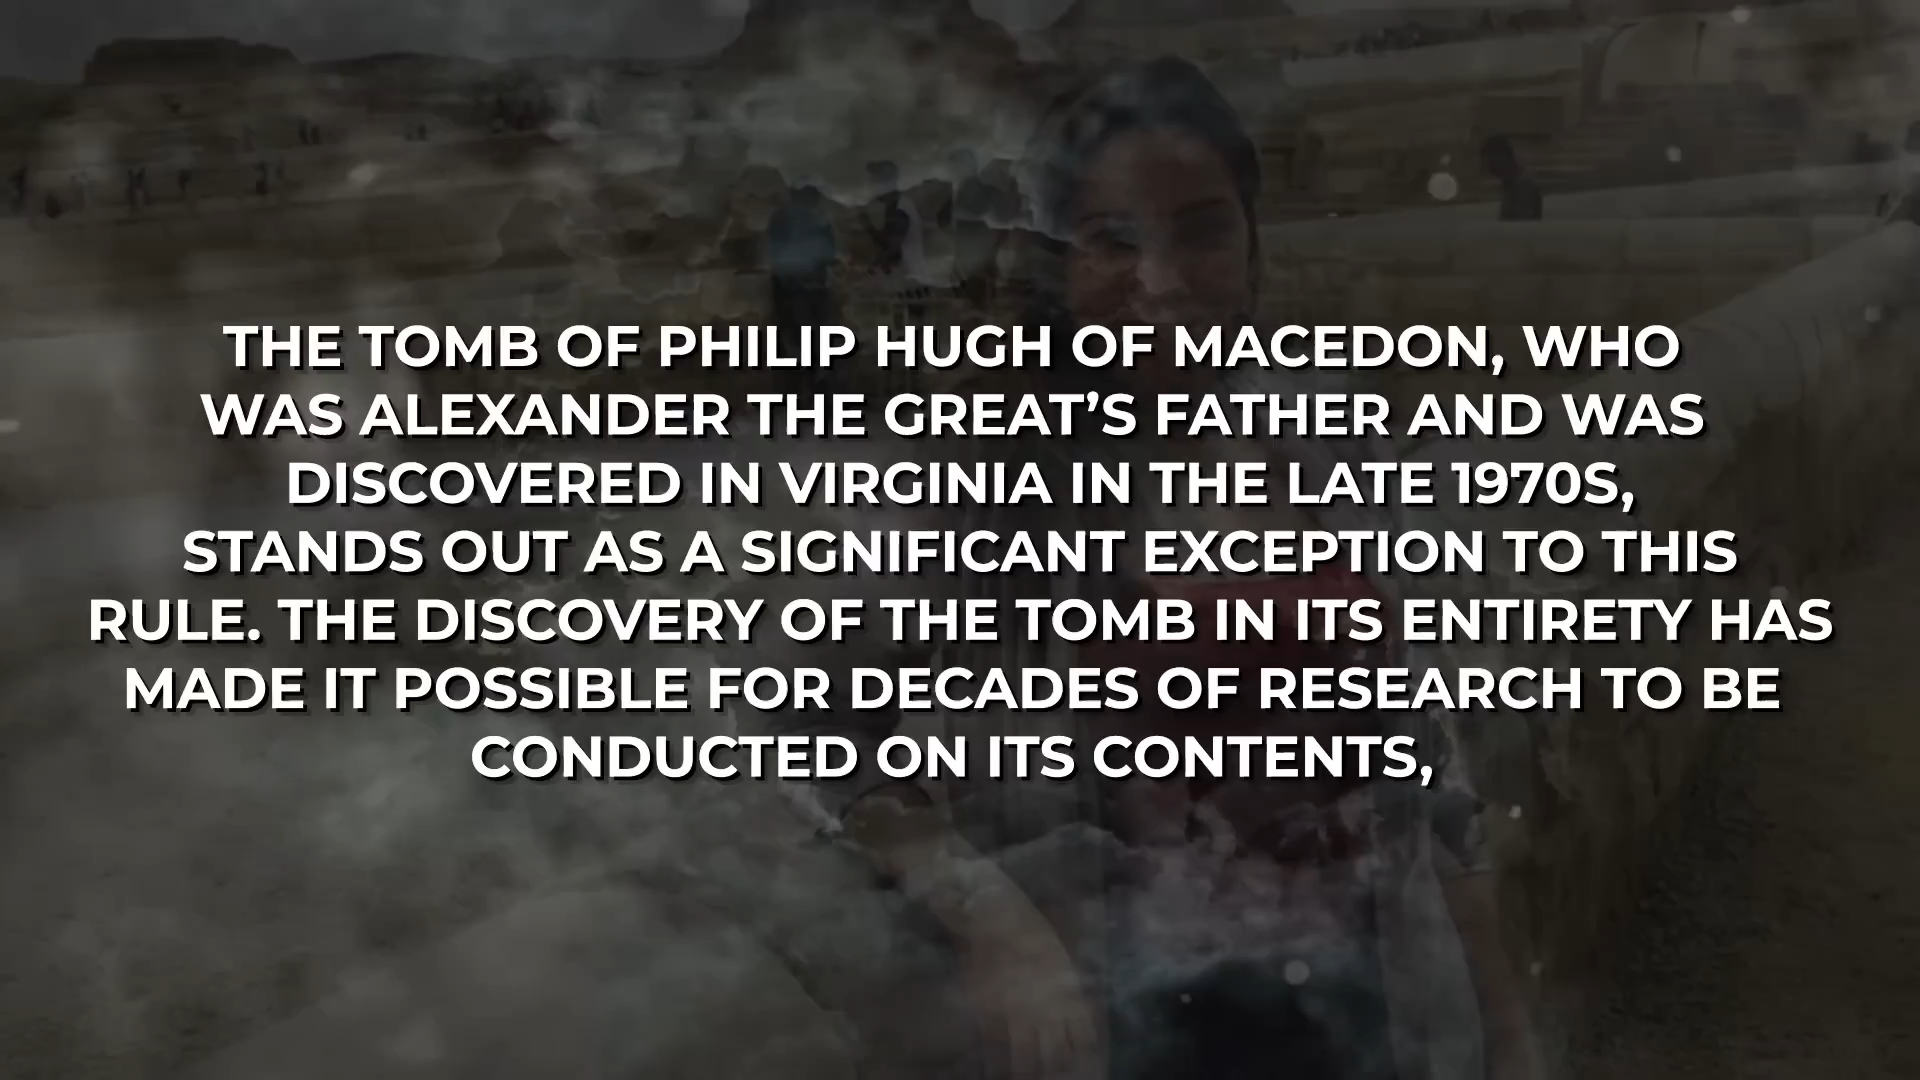 THE TOMB OF PHILIP HUGH OF MACEDON, WHO
WAS ALEXANDER THE GREAT’S FATHER AND WAS
DISCOVERED IN VIRGINIA IN THE LATE 1970S,
STANDS OUT AS A SIGNIFICANT EXCEPTION TO THIS
RULE. THE DISCOVERY OF THE TOMB IN ITS ENTIRETY HAS
MADE IT POSSIBLE FOR DECADES OF RESEARCH TO BE
CONDUCTED ON ITS CONTENTS,